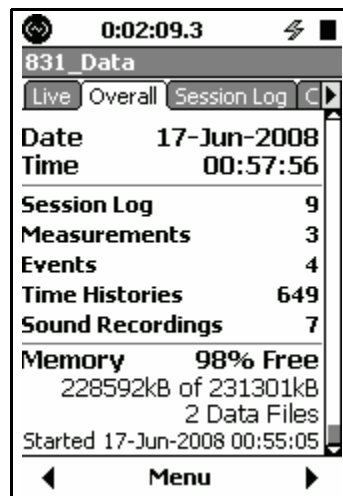 0:02:09.3
831_Data
Live Overall Session Log C
Date 17-Jun-2008
Time 00:57:56
Session Log 9
Measurements 3
Events 4
Time Histories 649
Sound Recordings 7
Memory 98% Free
228592kB of 231301kB
2 Data Files
Started 17-Jun-2008 00:55:05
Menu